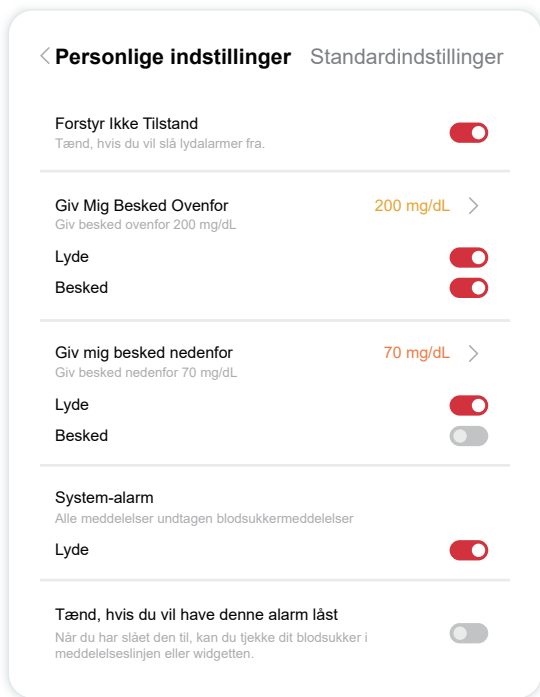 Personlige indstillinger Standardindstillinger
Forstyr Ikke Tilstand
Tænd, hvis du vil slå lydalarmer fra.
Giv Mig Besked Ovenfor 200 mg/dL
Giv besked ovenfor 200 mg/dL
Lyde
Besked
Giv mig besked nedenfor 70 mg/dL
Giv besked nedenfor 70 mg/dL
Lyde
Besked
System-alarm
Alle meddelelser undtagen blodsukkermeddelelser
Lyde
Tænd, hvis du vil have denne alarm låst
Når du har slået den til, kan du tjekke dit blodsukker i
meddelelseslinjen eller widgetten.